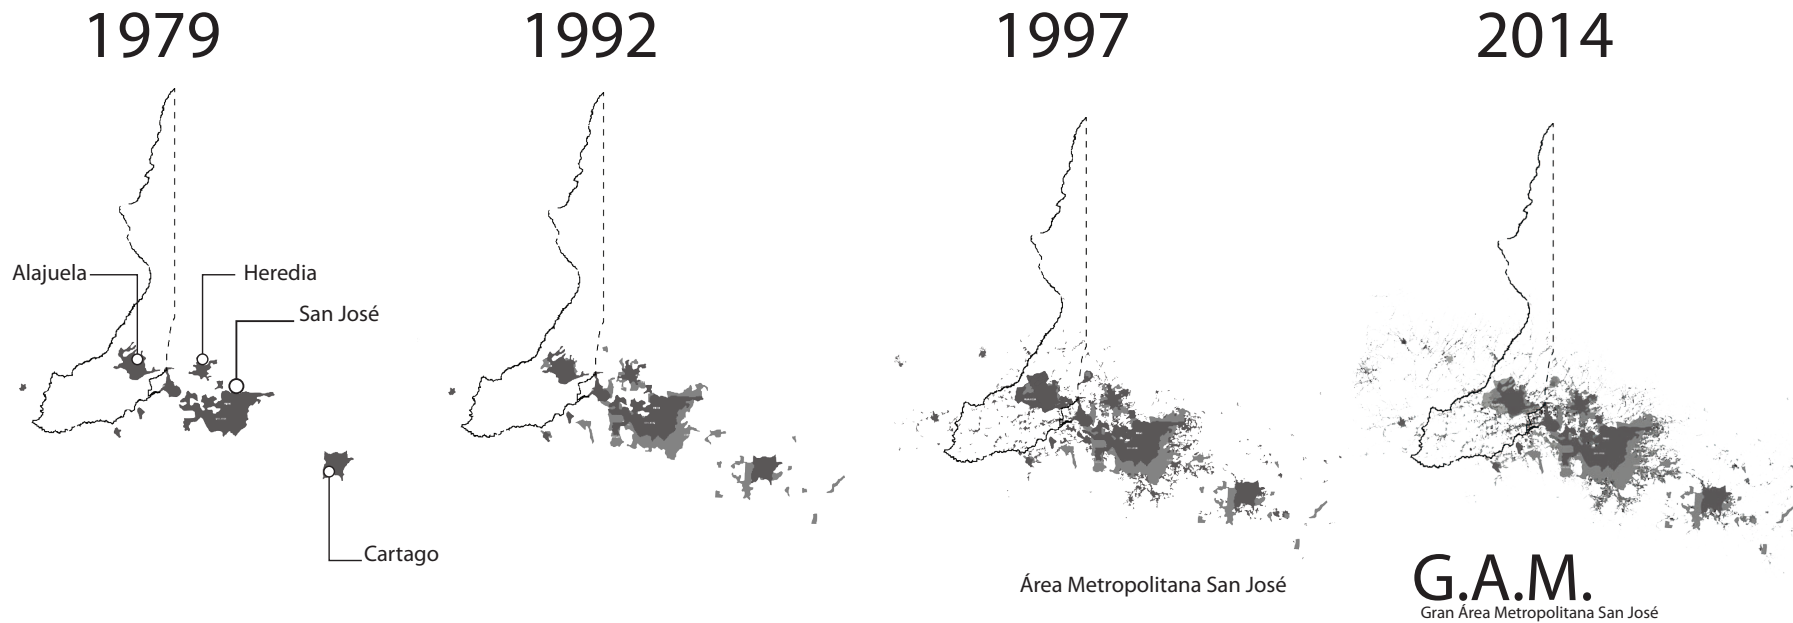 1979
1992
1997
2014
Alajuela
Heredia
San José
Cartago
Área Metropolitana San José
G.A.M.
Gran Área Metropolitana San José